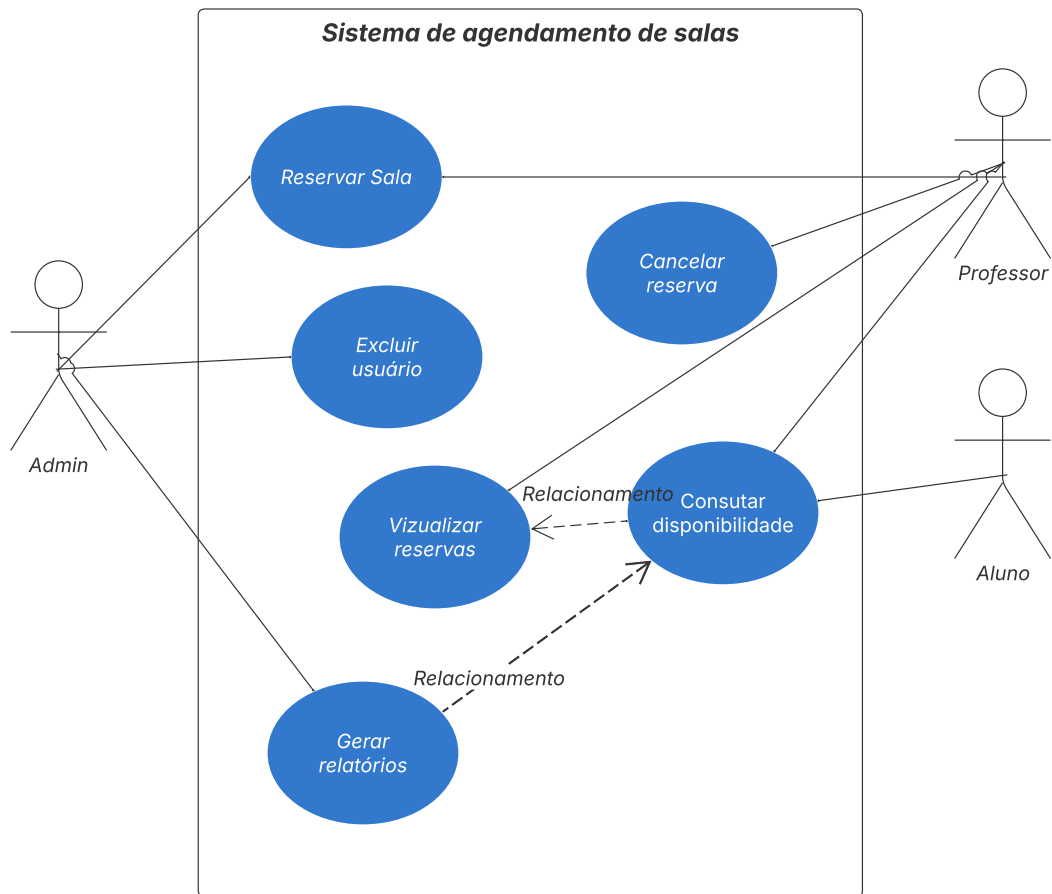 Sistema de agendamento de salas
Reservar Sala
Cancelar
reserva
Professor
Excluir
usuário
Admin
Relacionamento
Consutar
disponibilidade
Vizualizar
reservas
Aluno
Relacionamento
Gerar
relatórios